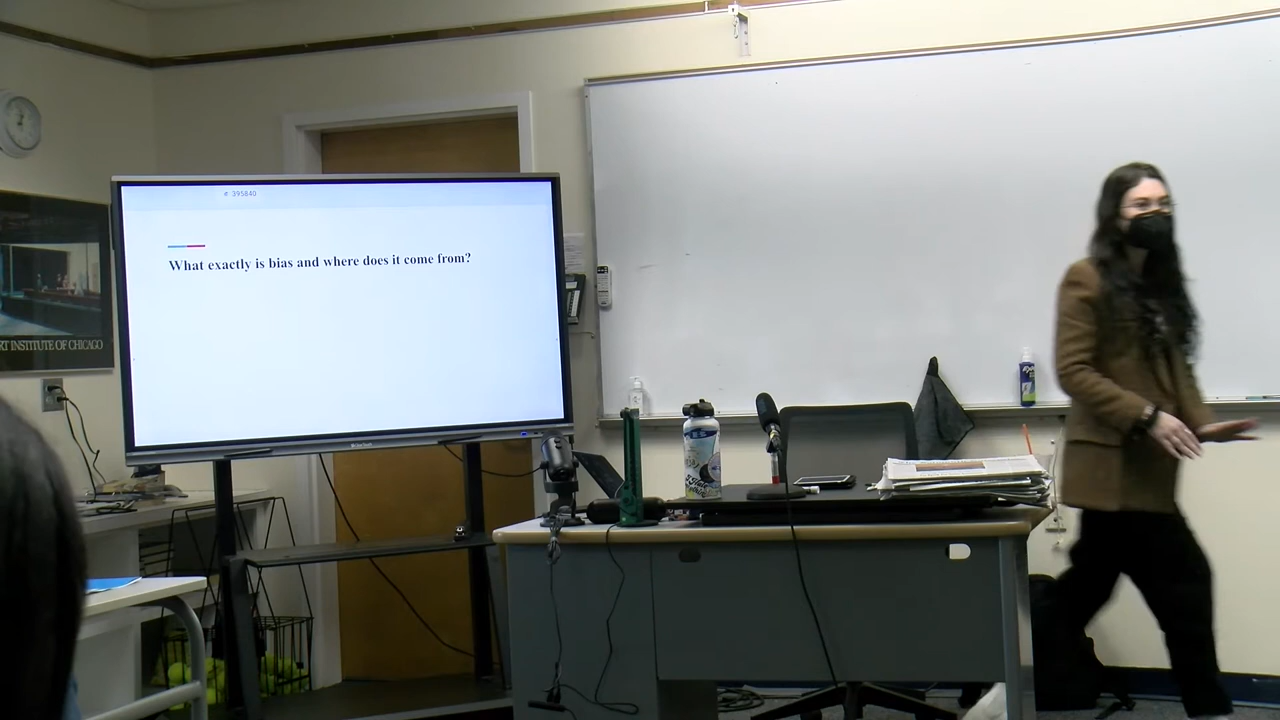 395840
What exactly is bias and where does it come from?
RT INSTITUTE OF CHICAGO